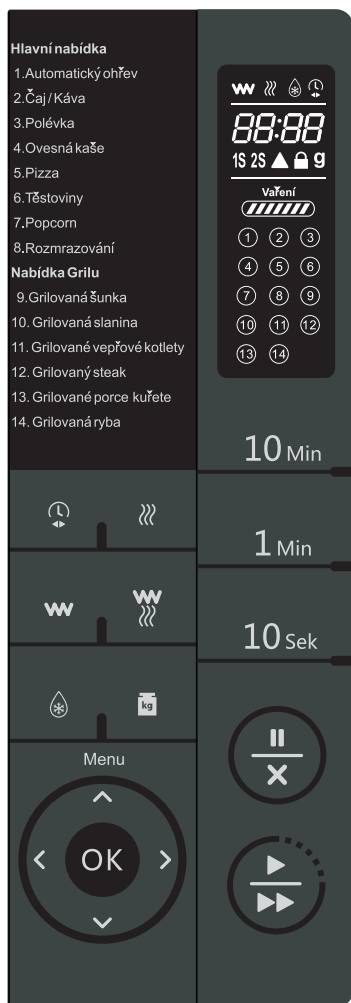 Hlavní nabídka
1.Automatický ohřev
2.Čaj/Káva
3.Polévka
4.Ovesná kaše
5.Pizza
6.Těstoviny
7.Popcorn
8.Rozmrazování
Nabídka Grilu
9.Grilovaná šunka
10. Grilovaná slanina
11. Grilované vepřové kotlety
12. Grilovaný steak
13. Grilované porce kuřete
14. Grilovaná ryba
88:88
1S 2S g
Vaření
1 2 3
4 5 6
7 8 9
10 11 12
13 14
10 Min
1 Min
10 Sek
kg
Menu
OK